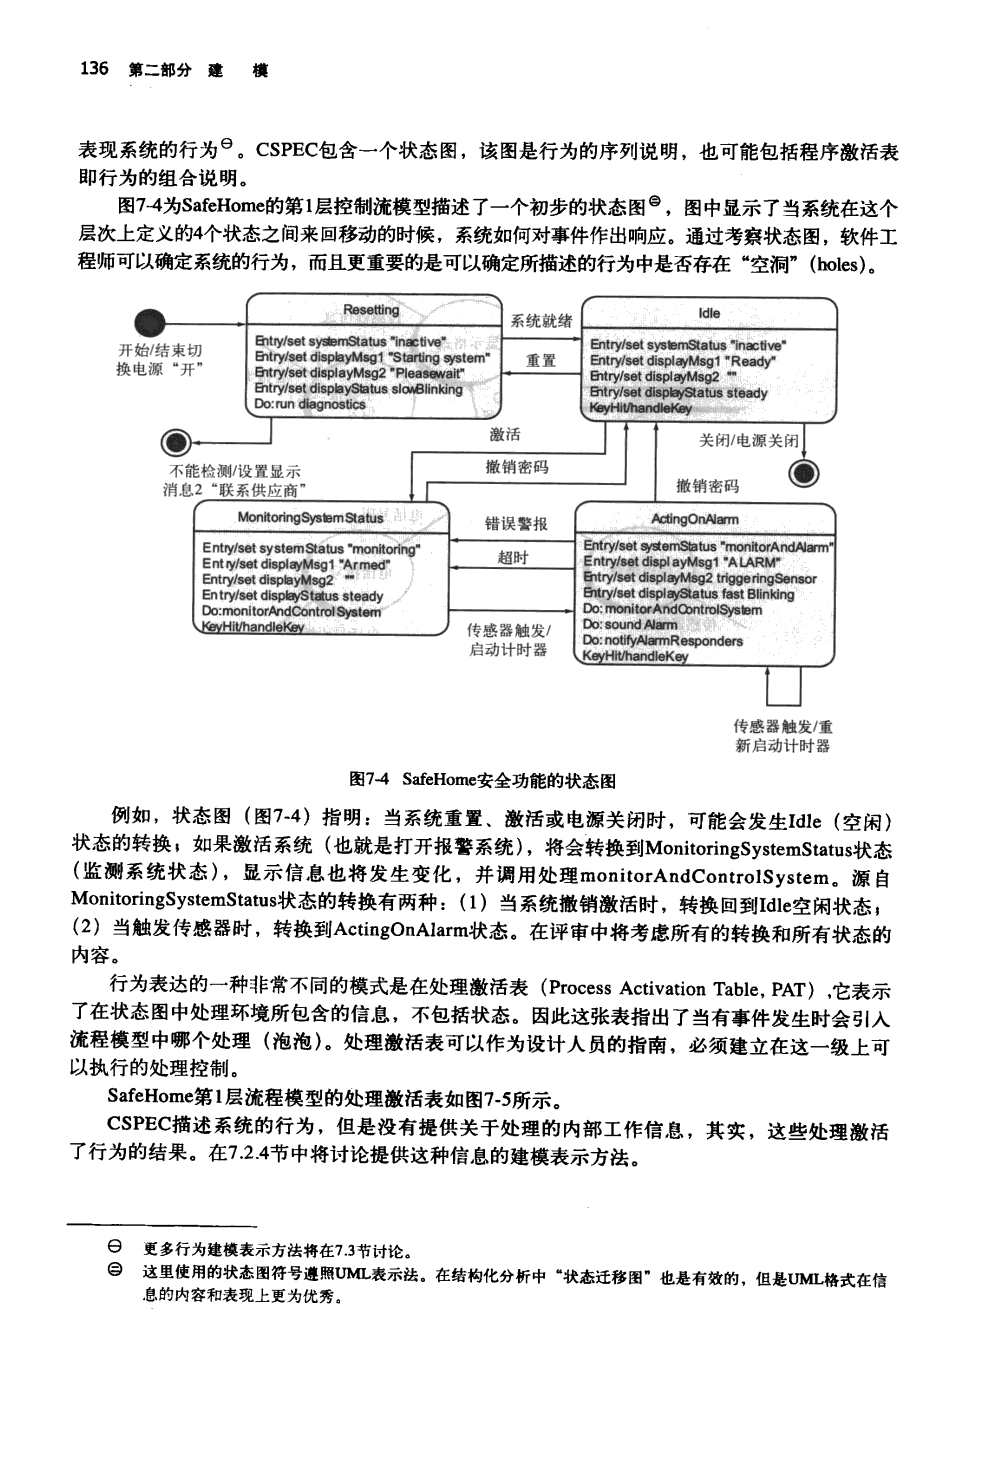 136 第二部分 建 模
表现系统的行为㊀。CSPEC包含一个状态图，该图是行为的序列说明，也可能包括程序激活表
即行为的组合说明。
图7-4为SafeHome的第1层控制流模型描述了一个初步的状态图㊁，图中显示了当系统在这个
层次上定义的4个状态之间来回移动的时候，系统如何对事件作出响应。通过考察状态图，软件工
程师可以确定系统的行为，而且更重要的是可以确定所描述的行为中是否存在“空洞”(holes)。
开始/结束切
换电源“开”
Resetting
Entry/set systemStatus "inactive"
Entry/set displayMsg1 "Starting system"
Entry/set displayMsg2 "Pleasewait"
Entry/set displayStatus slowBlinking
Do:run diagnostics
系统就绪
重置
Idle
Entry/set systemStatus "inactive"
Entry/set displayMsg1 "Ready"
Entry/set displayMsg2 ""
Entry/set displayStatus steady
KeyHit/handleKey
激活
撤销密码
关闭/电源关闭
撤销密码
不能检测/设置显示
消息2“联系供应商”
MonitoringSystemStatus
Entry/set systemStatus "monitoring"
Entry/set displayMsg1 "Armed"
Entry/set displayMsg2 ""
Entry/set displayStatus steady
Do:monitorAndControlSystem
KeyHit/handleKey
错误警报
超时
传感器触发/
启动计时器
ActingOnAlarm
Entry/set systemStatus "monitorAndAlarm"
Entry/set displayMsg1 "ALARM"
Entry/set displayMsg2 triggeringSensor
Entry/set displayStatus fast Blinking
Do: monitorAndControlSystem
Do: sound Alarm
Do: notifyAlarmResponders
KeyHit/handleKey
传感器触发/重
新启动计时器
图7-4 SafeHome安全功能的状态图
例如，状态图（图7-4）指明：当系统重置、激活或电源关闭时，可能会发生Idle（空闲）
状态的转换；如果激活系统（也就是打开报警系统），将会转换到MonitoringSystemStatus状态
（监测系统状态），显示信息也将发生变化，并调用处理monitorAndControlSystem。源自
MonitoringSystemStatus状态的转换有两种：(1) 当系统撤销激活时，转换回到Idle空闲状态；
(2) 当触发传感器时，转换到ActingOnAlarm状态。在评审中将考虑所有的转换和所有状态的
内容。
行为表达的一种非常不同的模式是在处理激活表（Process Activation Table, PAT）,它表示
了在状态图中处理环境所包含的信息，不包括状态。因此这张表指出了当有事件发生时会引入
流程模型中哪个处理（泡泡）。处理激活表可以作为设计人员的指南，必须建立在这一级上可
以执行的处理控制。
SafeHome第1层流程模型的处理激活表如图7-5所示。
CSPEC描述系统的行为，但是没有提供关于处理的内部工作信息，其实，这些处理激活
了行为的结果。在7.2.4节中将讨论提供这种信息的建模表示方法。
㊀ 更多行为建模表示方法将在7.3节讨论。
㊁ 这里使用的状态图符号遵照UML表示法。在结构化分析中“状态迁移图”也是有效的，但是UML格式在信
息的内容和表现上更为优秀。